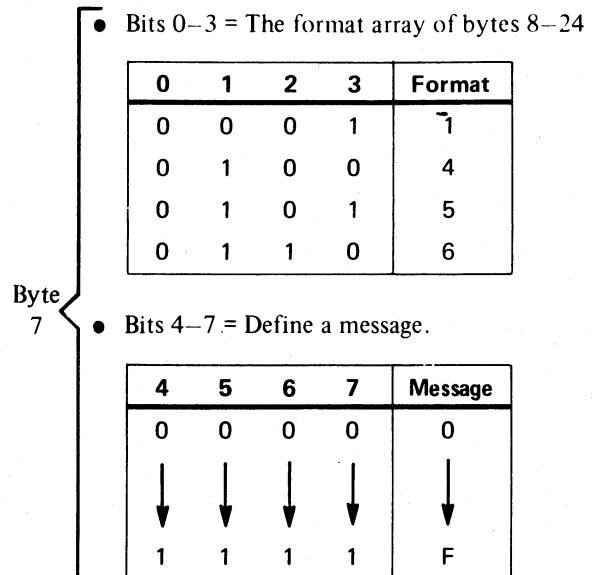 • Bits 0–3 = The format array of bytes 8–24
0 1 2 3 Format
0 0 0 1 1
0 1 0 0 4
0 1 0 1 5
0 1 1 0 6
Byte
7
• Bits 4–7 = Define a message.
4 5 6 7 Message
0 0 0 0 0
1 1 1 1 F